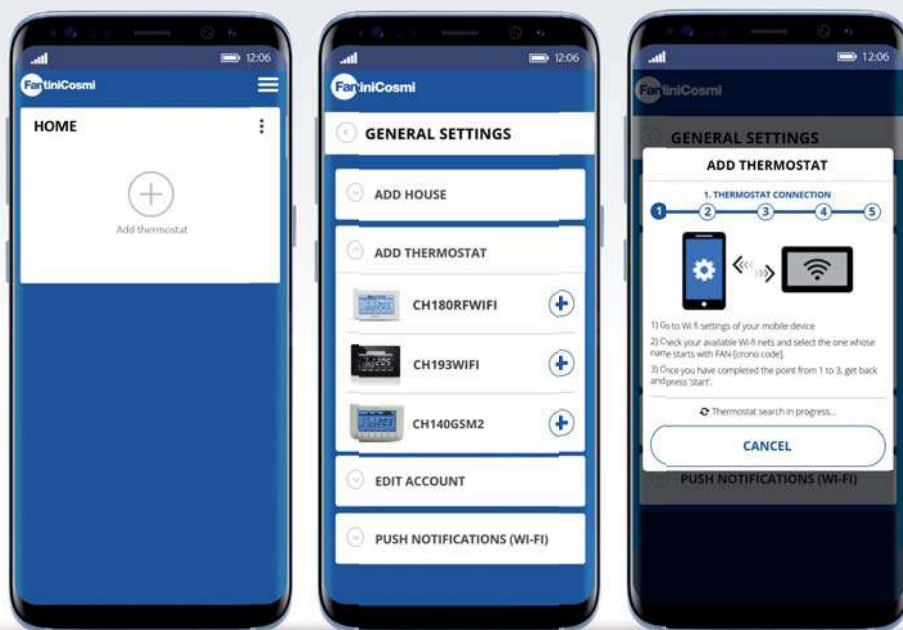 12:06
FantiniCosmi
HOME
Add thermostat
12:06
FantiniCosmi
GENERAL SETTINGS
ADD HOUSE
ADD THERMOSTAT
CH180RFWIFI
CH193WIFI
CH140GSM2
EDIT ACCOUNT
PUSH NOTIFICATIONS (WI-FI)
12:06
FantiniCosmi
GENERAL SETTINGS
ADD THERMOSTAT
1. THERMOSTAT CONNECTION
1 2 3 4 5
1) Go to Wi fi settings of your mobile device
2) Check your available Wi-fi nets and select the one whose
name starts with FAN-[crono code].
3) Once you have completed the point from 1 to 3, get back
and press 'start'.
Thermostat search in progress...
CANCEL
PUSH NOTIFICATIONS (WI-FI)